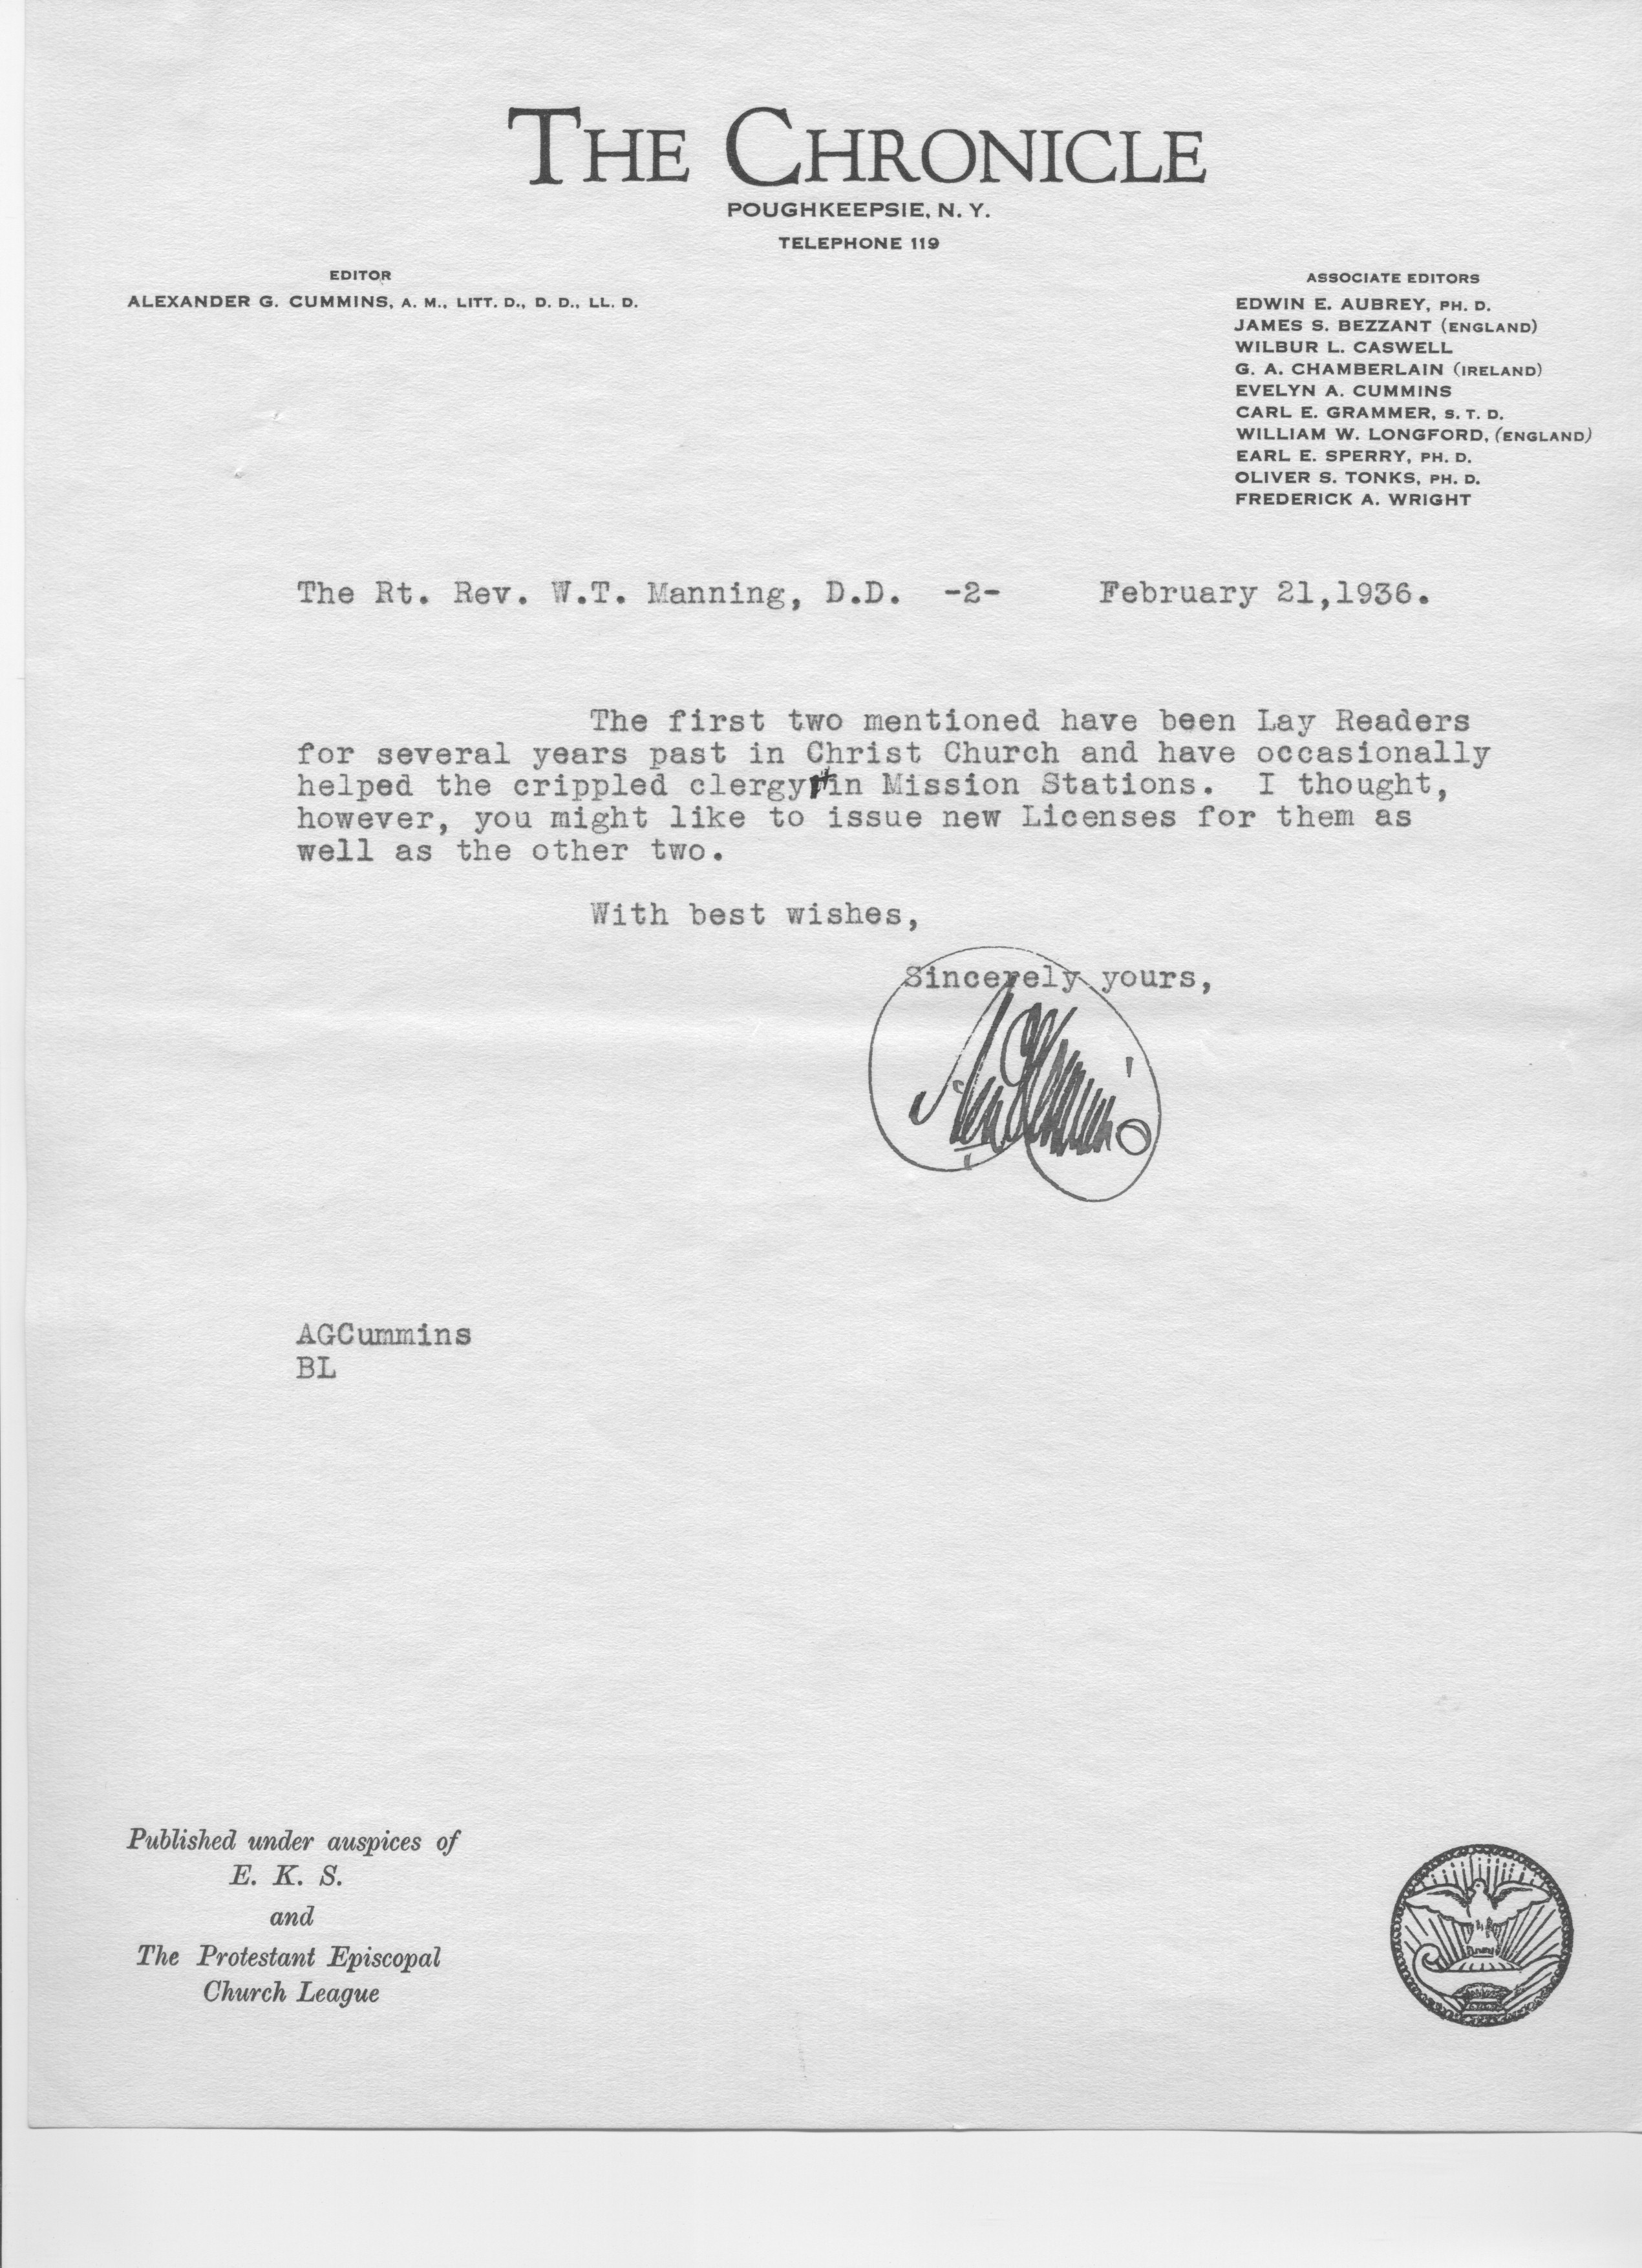 THE CHRONICLE
POUGHKEEPSIE, N. Y.
TELEPHONE 119
EDITOR
ALEXANDER G. CUMMINS, A. M., LITT. D., D. D., LL. D.
ASSOCIATE EDITORS
EDWIN E. AUBREY, PH. D.
JAMES S. BEZZANT (ENGLAND)
WILBUR L. CASWELL
G. A. CHAMBERLAIN (IRELAND)
EVELYN A. CUMMINS
CARL E. GRAMMER, S. T. D.
WILLIAM W. LONGFORD, (ENGLAND)
EARL E. SPERRY, PH. D.
OLIVER S. TONKS, PH. D.
FREDERICK A. WRIGHT
The Rt. Rev. W.T. Manning, D.D. -2- February 21,1936.
The first two mentioned have been Lay Readers
for several years past in Christ Church and have occasionally
helped the crippled clergy in Mission Stations. I thought,
however, you might like to issue new Licenses for them as
well as the other two.
With best wishes,
Sincerely yours,
AGCummins
BL
Published under auspices of
E. K. S.
and
The Protestant Episcopal
Church League